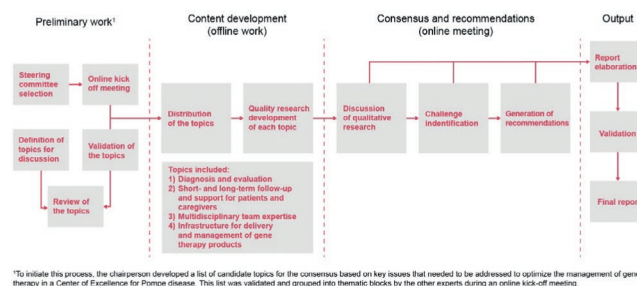 Preliminary work¹
Content development
(offline work)
Consensus and recommendations
(online meeting)
Output
Steering
committee
selection
Online kick
off meeting
Definition of
topics for
discussion
Validation of
the topics
Review of
the topics
Distribution
of the topics
Quality research
development
of each topic
Topics included:
1) Diagnosis and evaluation
2) Short- and long-term follow-up
and support for patients and
caregivers
3) Multidisciplinary team expertise
4) Infrastructure for delivery
and management of gene
therapy products
Discussion
of qualitative
research
Challenge
indentification
Generation of
recommendations
Report
elaboration
Validation
Final report
¹To initiate this process, the chairperson developed a list of candidate topics for the consensus based on key issues that needed to be addressed to optimize the management of gene
therapy in a Center of Excellence for Pompe disease. This list was validated and grouped into thematic blocks by the other experts during an online kick-off meeting